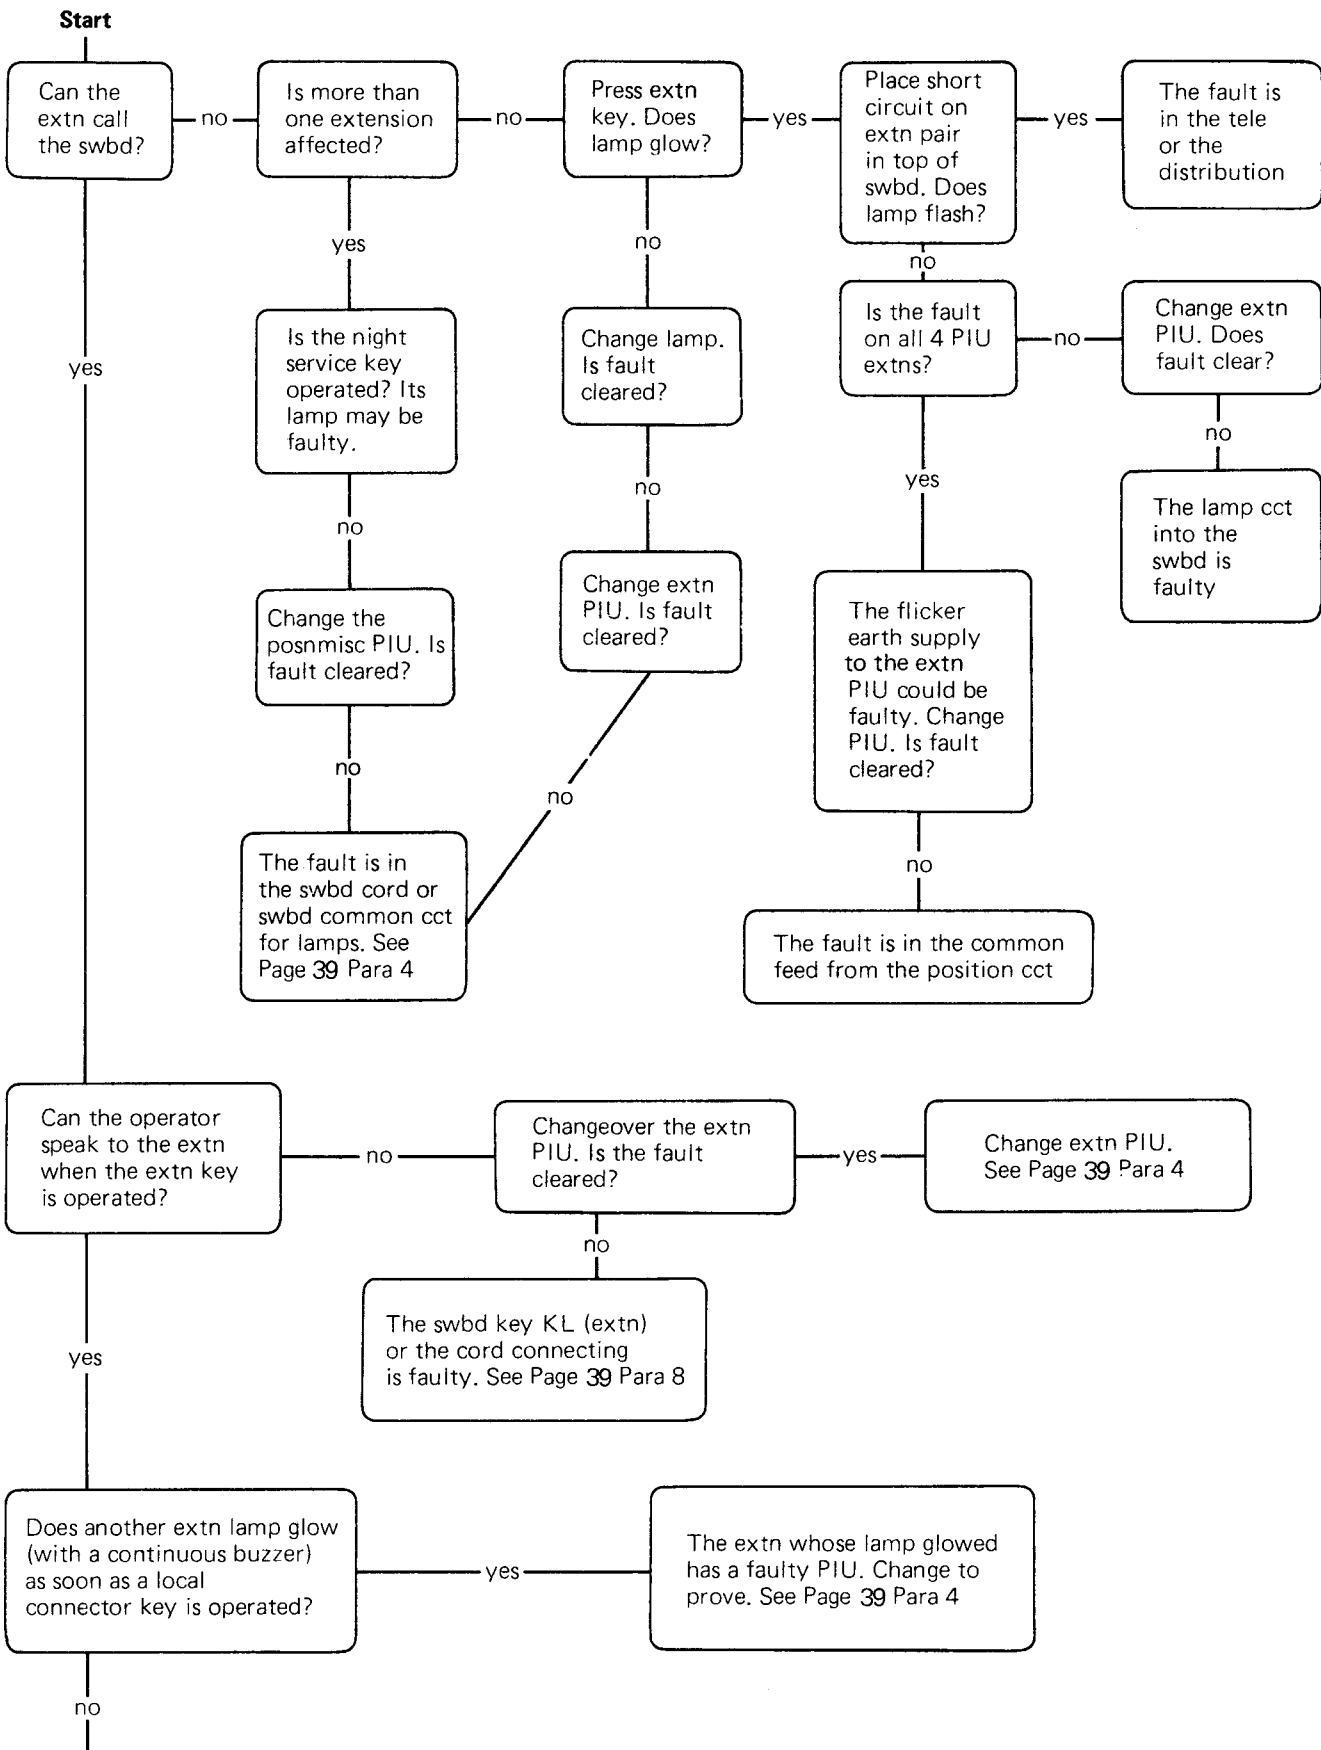 Start
Can the
extn call
the swbd?
no
Is more than
one extension
affected?
no
Press extn
key. Does
lamp glow?
yes
Place short
circuit on
extn pair
in top of
swbd. Does
lamp flash?
yes
The fault is
in the tele
or the
distribution
yes
yes
no
no
Is the night
service key
operated? Its
lamp may be
faulty.
Change lamp.
Is fault
cleared?
Is the fault
on all 4 PIU
extns?
no
Change extn
PIU. Does
fault clear?
no
no
yes
no
Change the
posnmisc PIU. Is
fault cleared?
Change extn
PIU. Is fault
cleared?
The flicker
earth supply
to the extn
PIU could be
faulty. Change
PIU. Is fault
cleared?
The lamp cct
into the
swbd is
faulty
no
no
no
The fault is in
the swbd cord or
swbd common cct
for lamps. See
Page 39 Para 4
The fault is in the common
feed from the position cct
Can the operator
speak to the extn
when the extn key
is operated?
no
Changeover the extn
PIU. Is the fault
cleared?
yes
Change extn PIU.
See Page 39 Para 4
yes
no
The swbd key KL (extn)
or the cord connecting
is faulty. See Page 39 Para 8
Does another extn lamp glow
(with a continuous buzzer)
as soon as a local
connector key is operated?
yes
The extn whose lamp glowed
has a faulty PIU. Change to
prove. See Page 39 Para 4
no